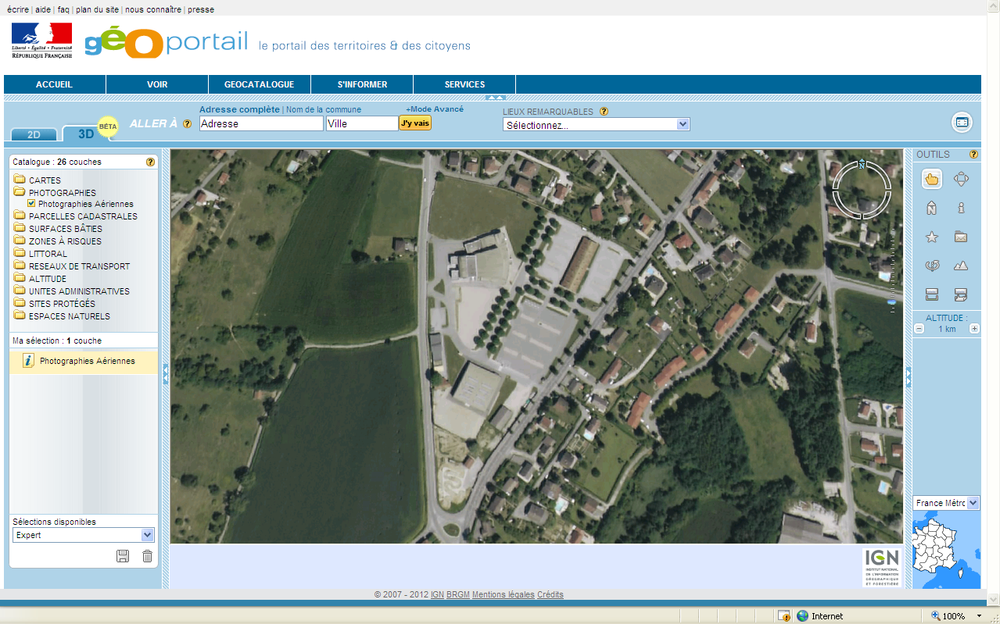 écrire | aide | faq | plan du site | nous connaître | presse
Liberté • Égalité • Fraternité
RÉPUBLIQUE FRANÇAISE
géoportail
le portail des territoires & des citoyens
ACCUEIL VOIR GEOCATALOGUE S'INFORMER SERVICES
Adresse complète | Nom de la commune +Mode Avancé
LIEUX REMARQUABLES ?
2D 3D BÉTA ALLER À ? Adresse Ville J'y vais Sélectionnez...
Catalogue : 26 couches ?
CARTES
PHOTOGRAPHIES
Photographies Aériennes
PARCELLES CADASTRALES
SURFACES BÂTIES
ZONES À RISQUES
LITTORAL
RESEAUX DE TRANSPORT
ALTITUDE
UNITES ADMINISTRATIVES
SITES PROTÉGÉS
ESPACES NATURELS
Ma sélection : 1 couche
i Photographies Aériennes
Sélections disponibles
Expert
N
OUTILS ?
N i
ALTITUDE :
1 km
France Métrc
IGN
INSTITUT NATIONAL
DE L'INFORMATION
GÉOGRAPHIQUE
ET FORESTIÈRE
© 2007 - 2012 IGN BRGM Mentions légales Crédits
Internet 100%